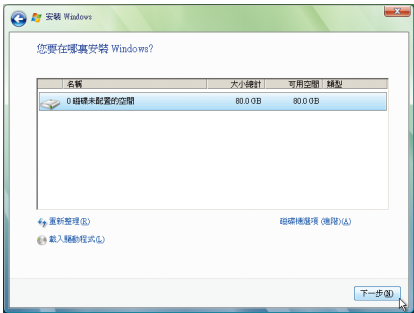 安裝 Windows
您要在哪裏安裝 Windows?
名稱 大小總計 可用空間 類型
0 磁碟未配置的空間 80.0 GB 80.0 GB
重新整理(R) 磁碟機選項 (進階)(A)
載入驅動程式(L)
下一步(N)